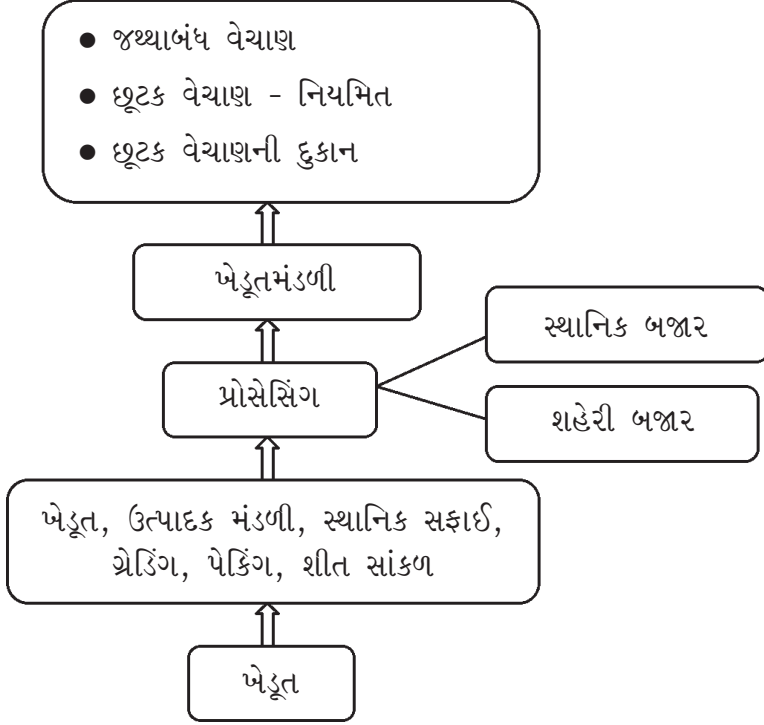 ● જથ્થાબંધ વેચાણ
● છૂટક વેચાણ - નિયમિત
● છૂટક વેચાણની દુકાન
ખેડૂતમંડળી
સ્થાનિક બજાર
પ્રોસેસિંગ
શહેરી બજાર
ખેડૂત, ઉત્પાદક મંડળી, સ્થાનિક સફાઈ,
ગ્રેડિંગ, પેકિંગ, શીત સાંકળ
ખેડૂત